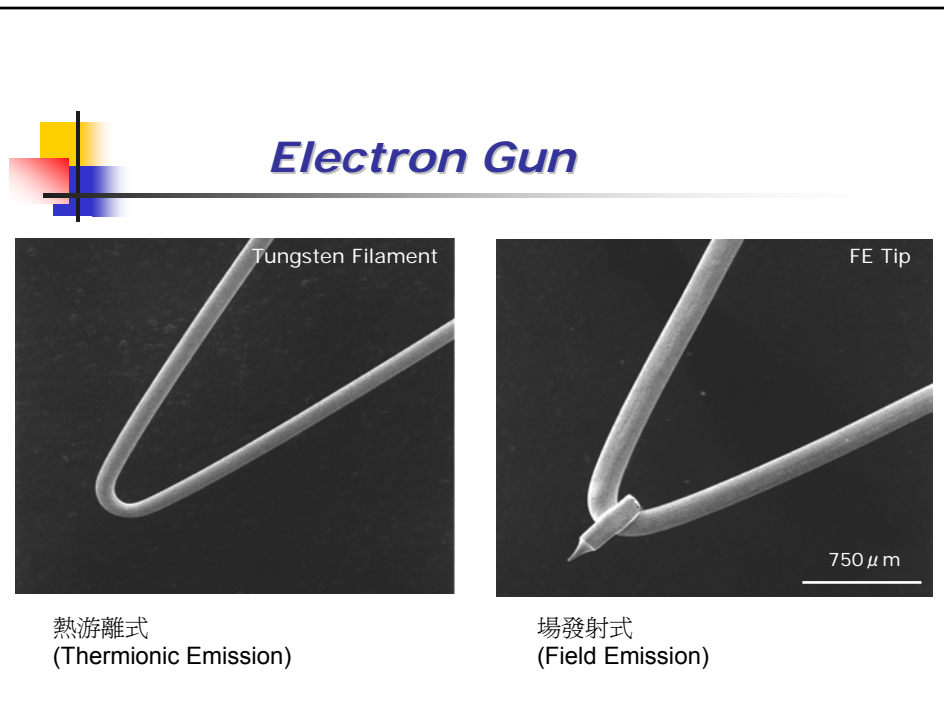 Electron Gun
Tungsten Filament
FE Tip
750μm
熱游離式
(Thermionic Emission)
場發射式
(Field Emission)